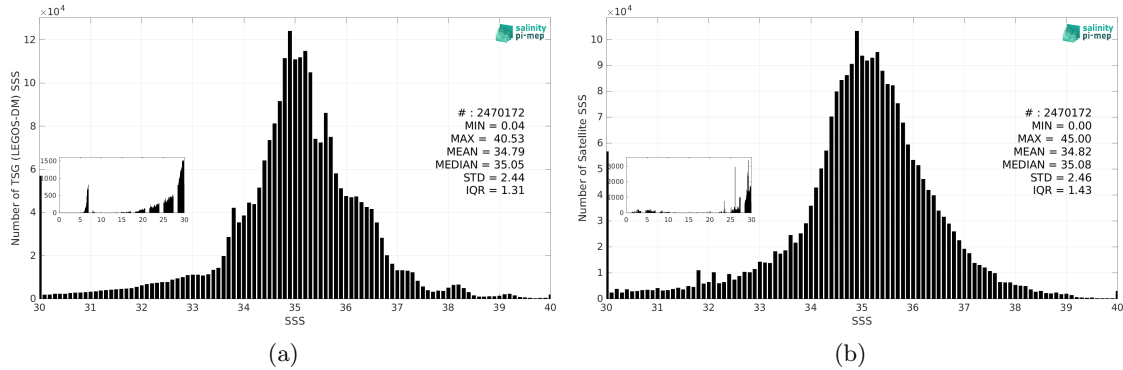 ×10⁴
salinity
pi-mep
# : 2470172
MIN = 0.04
MAX = 40.53
MEAN = 34.79
MEDIAN = 35.05
STD = 2.44
IQR = 1.31
Number of TSG (LEGOS-DM) SSS
12
10
8
6
4
2
0
1500
1000
500
0
0 5 10 15 20 25 30
30 31 32 33 34 35 36 37 38 39 40
SSS
(a)
×10⁴
salinity
pi-mep
# : 2470172
MIN = 0.00
MAX = 45.00
MEAN = 34.82
MEDIAN = 35.08
STD = 2.46
IQR = 1.43
Number of Satellite SSS
10
9
8
7
6
5
4
3
2
1
0
3000
2000
1000
0
0 5 10 15 20 25 30
30 31 32 33 34 35 36 37 38 39 40
SSS
(b)